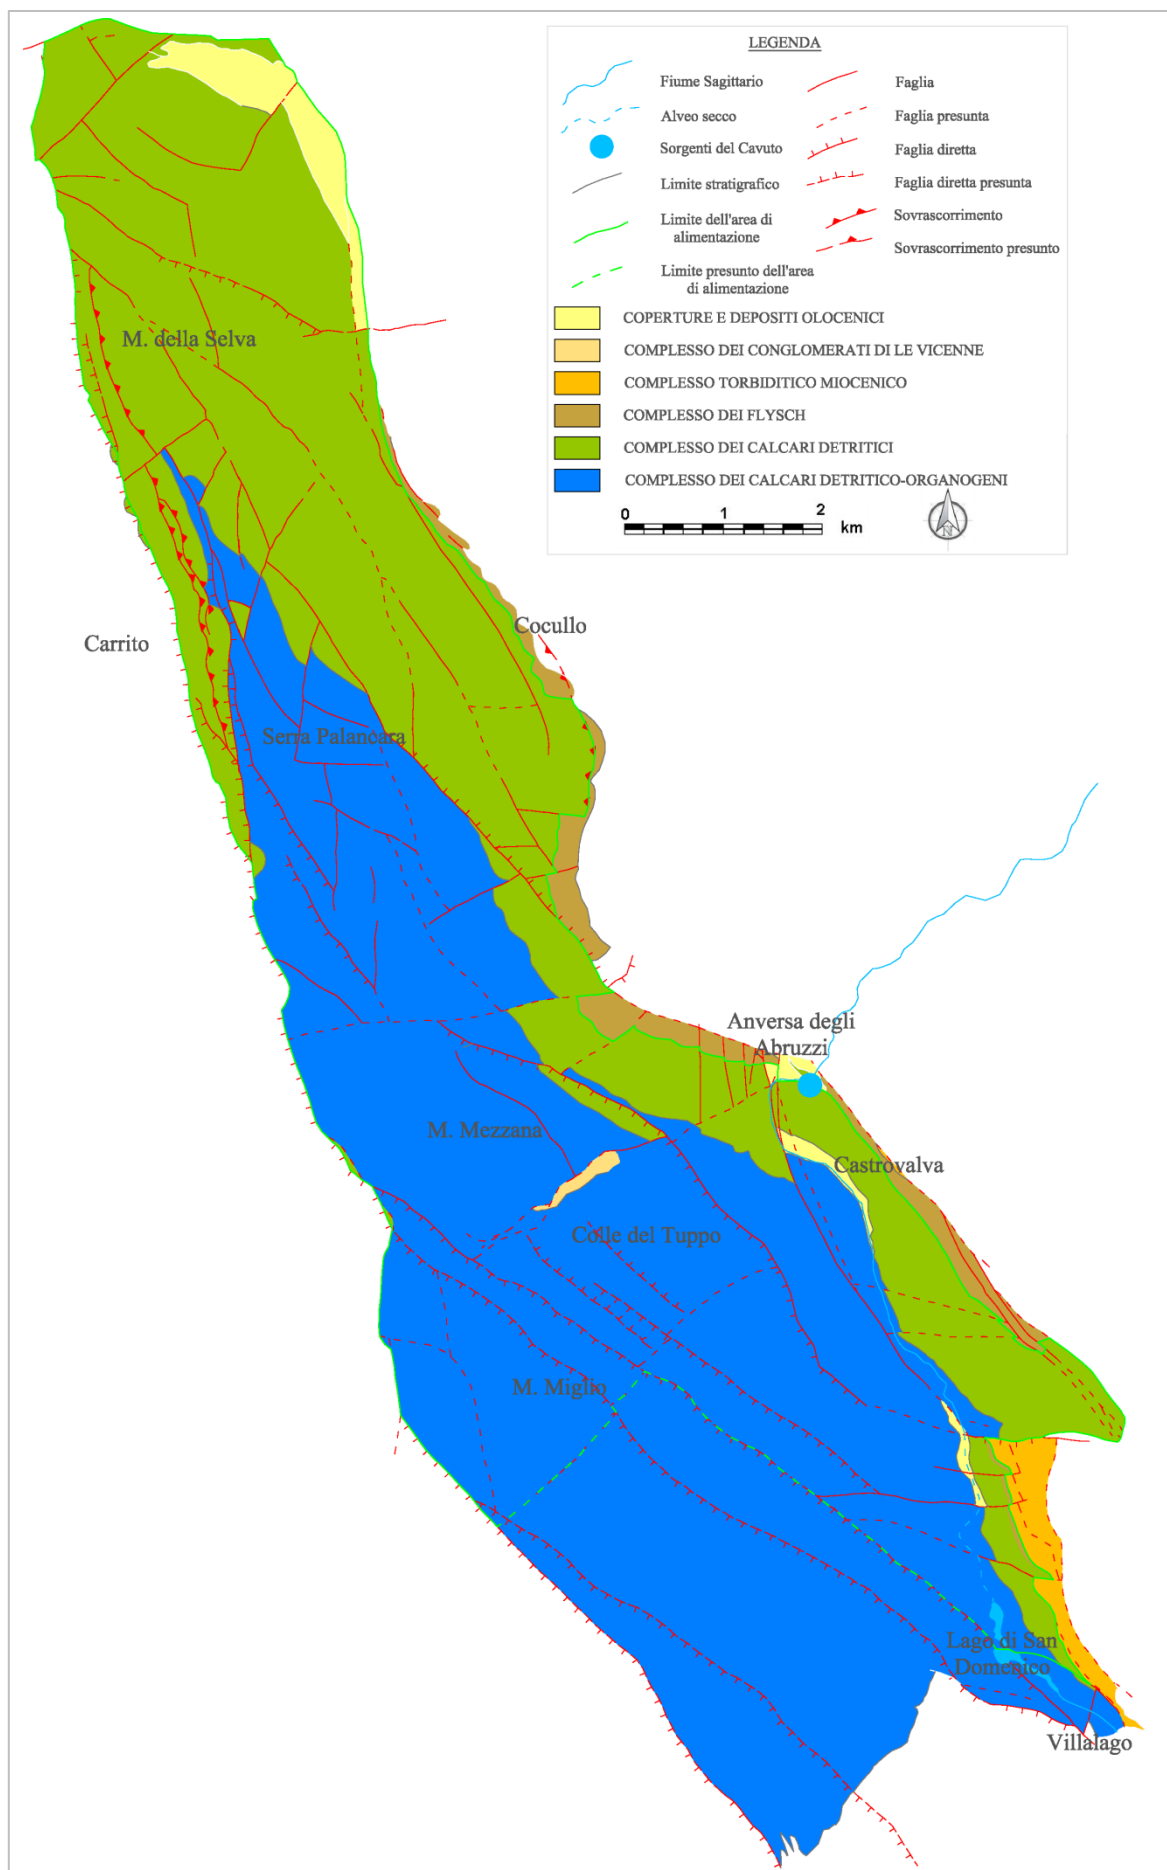 LEGENDA
Fiume Sagittario
Alveo secco
Sorgenti del Cavuto
Limite stratigrafico
Limite dell'area di
alimentazione
Limite presunto dell'area
di alimentazione
Faglia
Faglia presunta
Faglia diretta
Faglia diretta presunta
Sovrascorrimento
Sovrascorrimento presunto
COPERTURE E DEPOSITI OLOCENICI
COMPLESSO DEI CONGLOMERATI DI LE VICENNE
COMPLESSO TORBIDITICO MIOCENICO
COMPLESSO DEI FLYSCH
COMPLESSO DEI CALCARI DETRITICI
COMPLESSO DEI CALCARI DETRITICO-ORGANOGENI
0 1 2
km
N
M. della Selva
Cocullo
Carrito
Serra Palancara
Anversa degli
Abruzzi
M. Mezzana
Castrovalva
Colle del Tuppo
M. Miglio
Lago di San
Domenico
Villalago